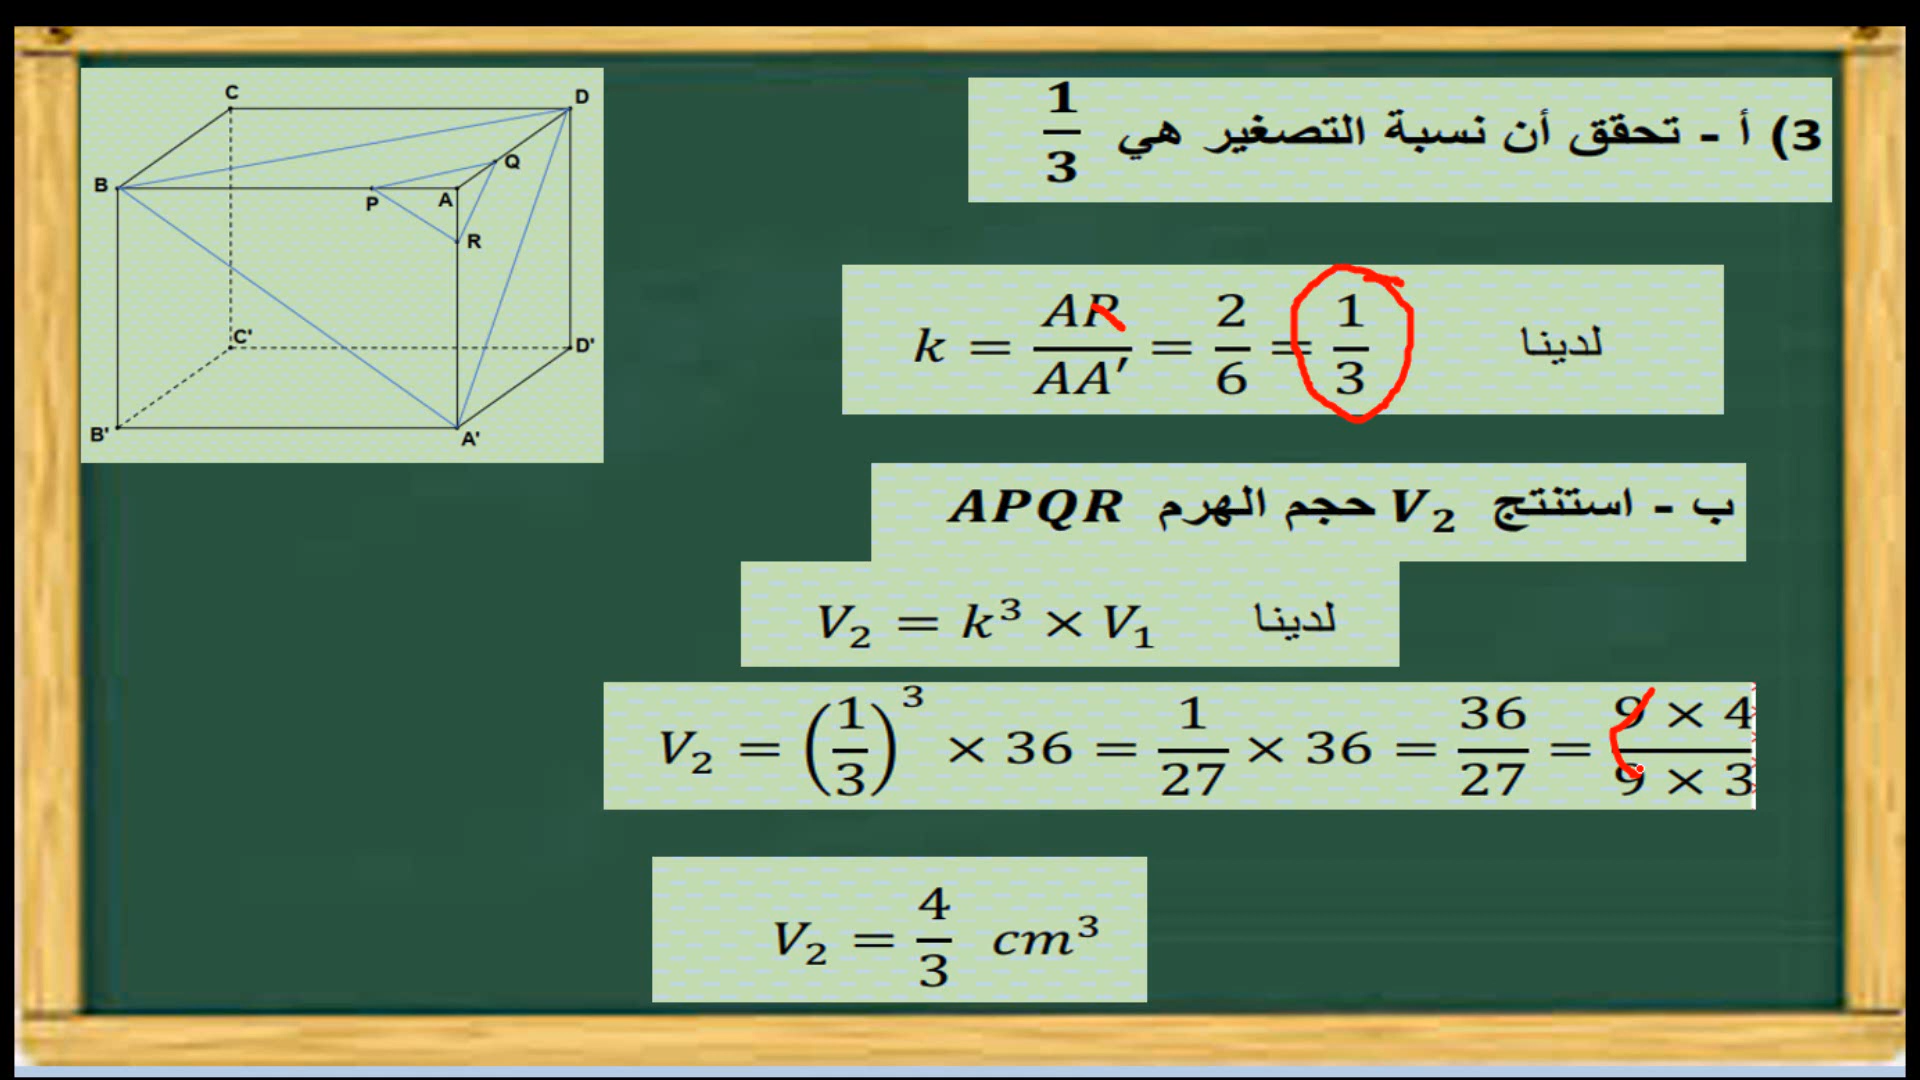 C
D
Q
B
P
A
R
C'
D'
B'
A'
3) أ - تحقق أن نسبة التصغير هي 1/3
لدينا k = AR/AA' = 2/6 = 1/3
ب - استنتج V₂ حجم الهرم APQR
لدينا V₂ = k³ × V₁
V₂ = (1/3)³ × 36 = 1/27 × 36 = 36/27 = 9 × 4/9 × 3
V₂ = 4/3 cm³